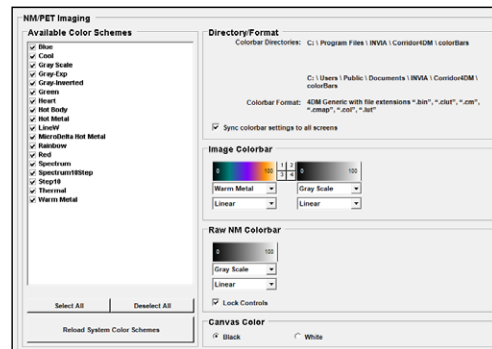 NM/PET Imaging
Available Color Schemes
Blue
Cool
Gray Scale
Gray-Exp
Gray-Inverted
Green
Heart
Hot Body
Hot Metal
LineW
MicroDelta Hot Metal
Rainbow
Red
Spectrum
Spectrum10Step
Step10
Thermal
Warm Metal
Select All
Deselect All
Reload System Color Schemes
Directory/Format
Colorbar Directories: C: \ Program Files \ INVIA \ Corridor4DM \ colorBars
C: \ Users \ Public \ Documents \ INVIA \ Corridor4DM \
colorBars
Colorbar Format: 4DM Generic with file extensions ".bin", ".clut", ".cm",
".cmap", ".col", ".lut"
Sync colorbar settings to all screens
Image Colorbar
0 100 1 2 0 100
3 4
Warm Metal Gray Scale
Linear Linear
Raw NM Colorbar
0 100
Gray Scale
Linear
Lock Controls
Canvas Color
Black White